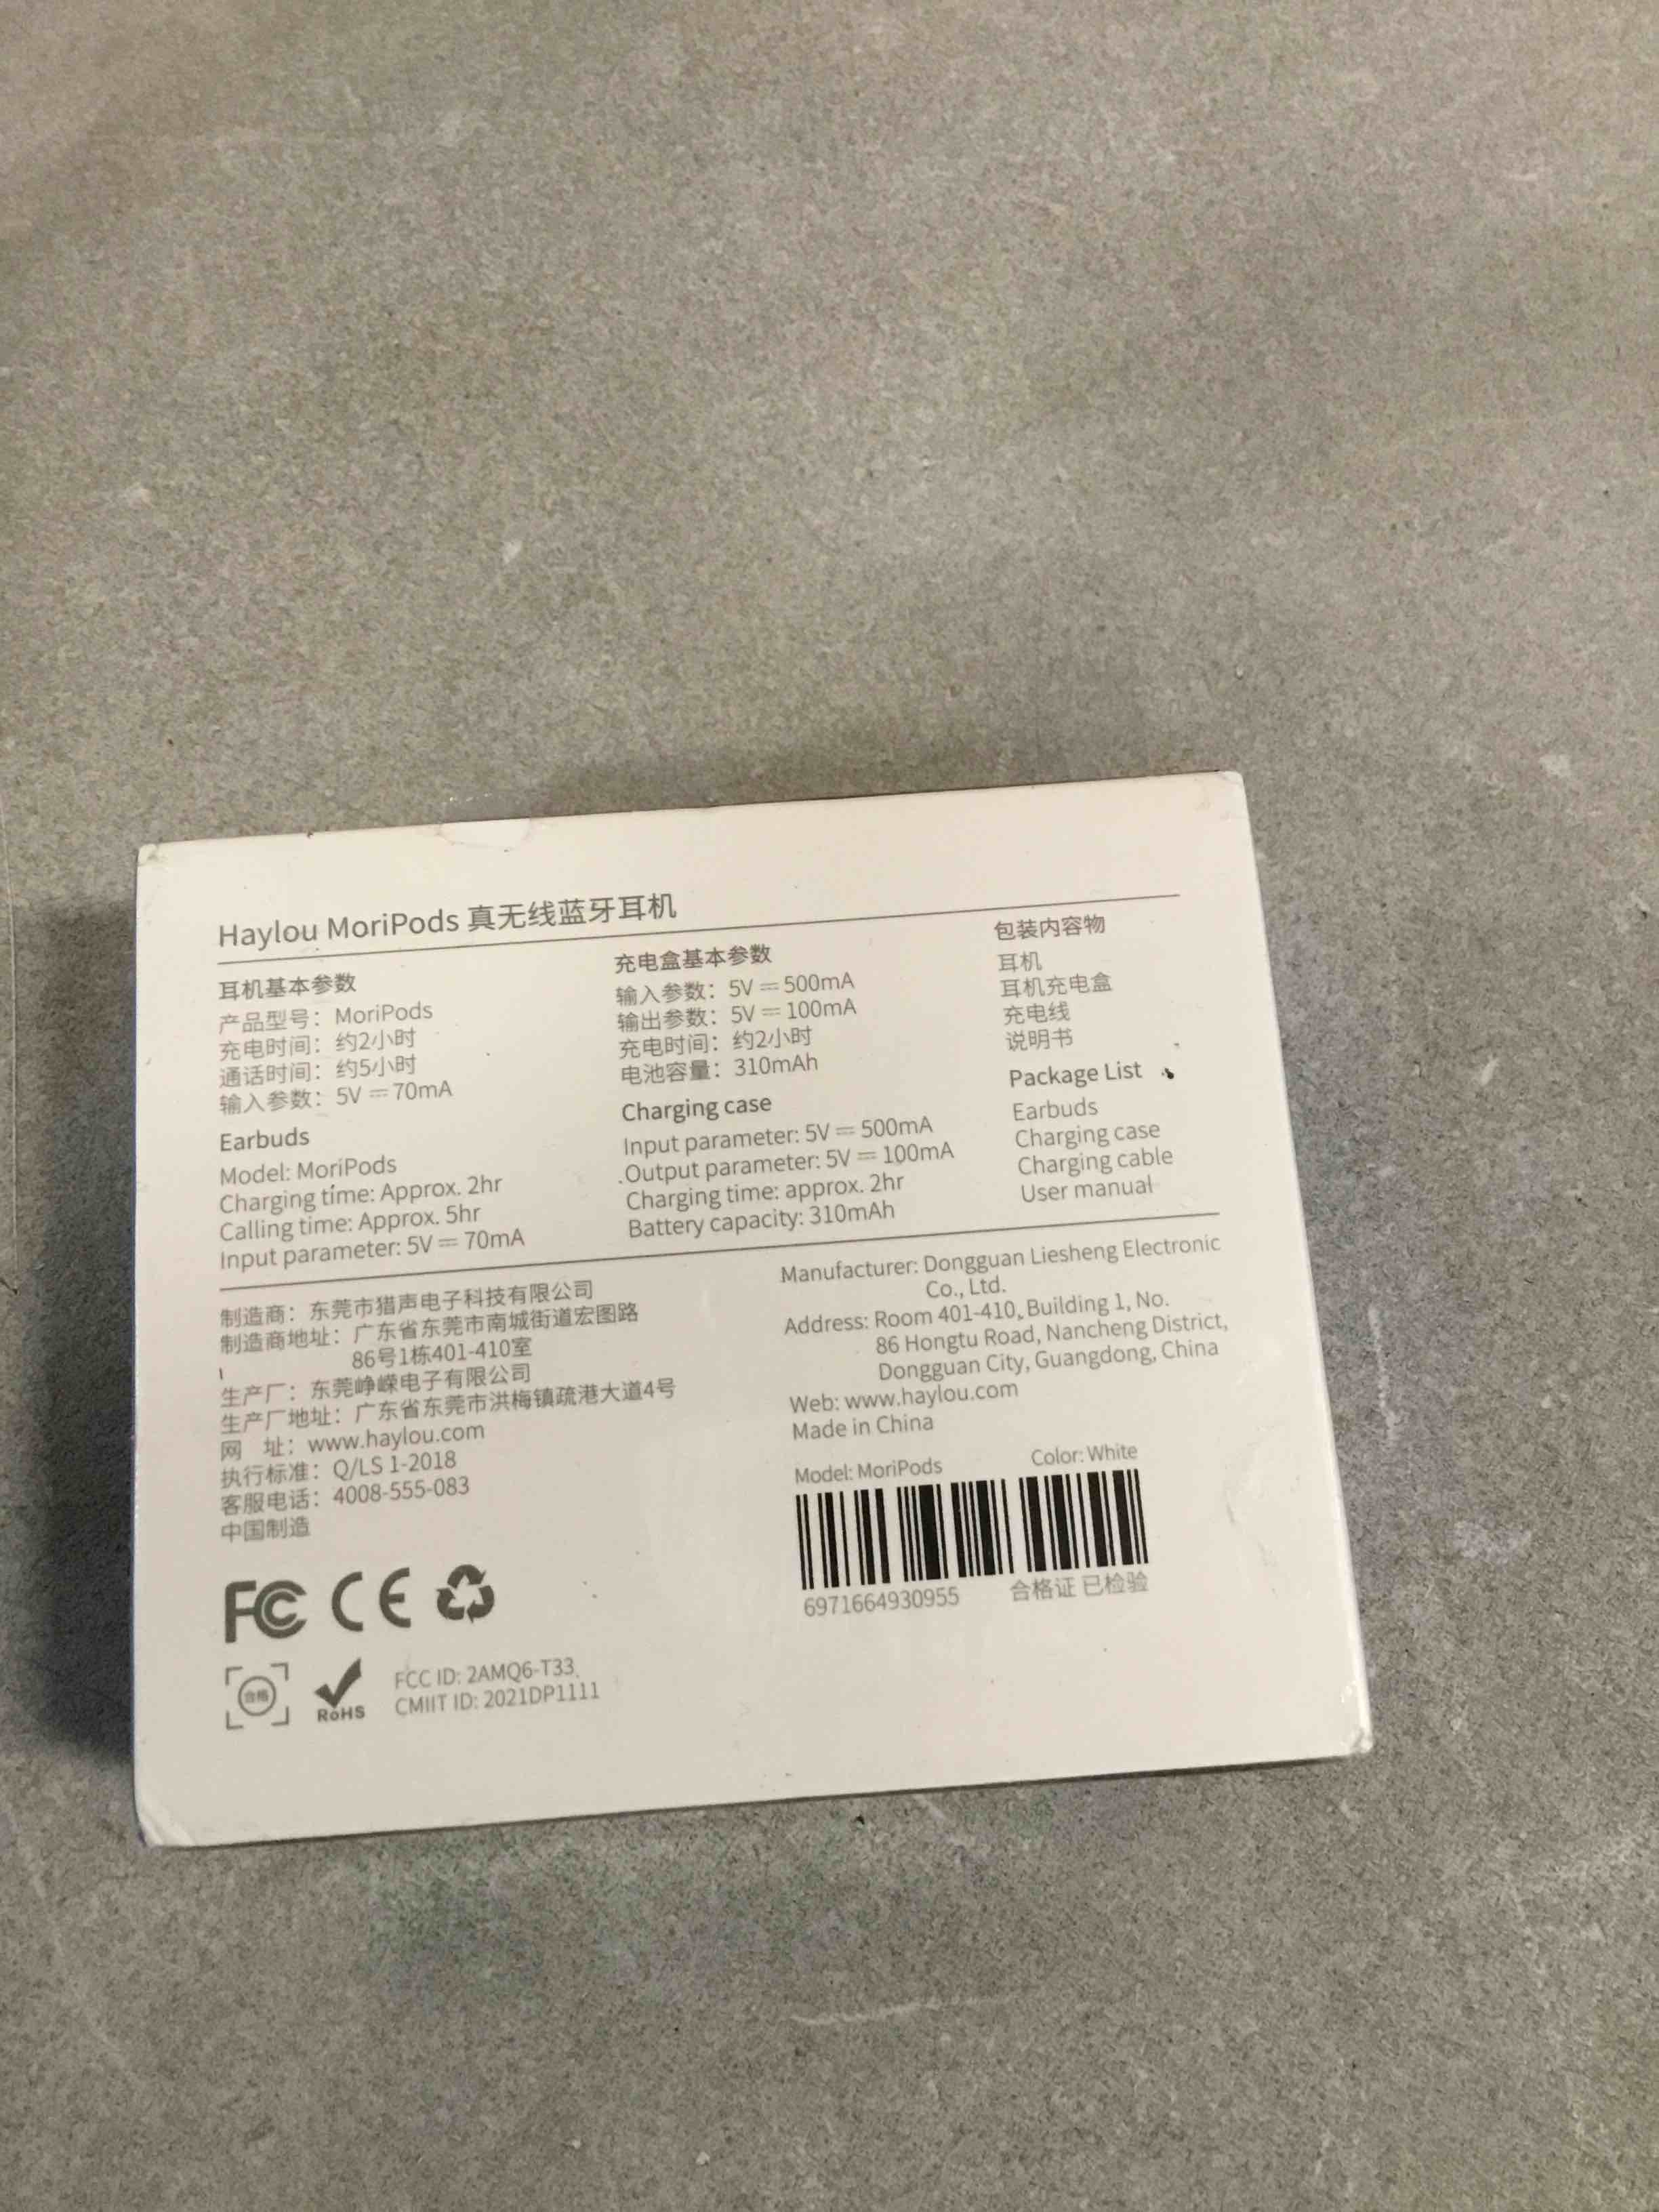 Haylou MoriPods 真无线蓝牙耳机
耳机基本参数
产品型号：MoriPods
充电时间：约2小时
通话时间：约5小时
输入参数：5V ⎓ 70mA
Earbuds
Model: MoriPods
Charging time: Approx. 2hr
Calling time: Approx. 5hr
Input parameter: 5V ⎓ 70mA
充电盒基本参数
输入参数：5V ⎓ 500mA
输出参数：5V ⎓ 100mA
充电时间：约2小时
电池容量：310mAh
Charging case
Input parameter: 5V ⎓ 500mA
Output parameter: 5V ⎓ 100mA
Charging time: approx. 2hr
Battery capacity: 310mAh
包装内容物
耳机
耳机充电盒
充电线
说明书
Package List
Earbuds
Charging case
Charging cable
User manual
制造商：东莞市猎声电子科技有限公司
制造商地址：广东省东莞市南城街道宏图路
86号1栋401-410室
生产厂：东莞峥嵘电子有限公司
生产厂地址：广东省东莞市洪梅镇疏港大道4号
网 址：www.haylou.com
执行标准：Q/LS 1-2018
客服电话：4008-555-083
中国制造
Manufacturer: Dongguan Liesheng Electronic
Co., Ltd.
Address: Room 401-410, Building 1, No.
86 Hongtu Road, Nancheng District,
Dongguan City, Guangdong, China
Web: www.haylou.com
Made in China
Model: MoriPods Color: White
6971664930955 合格证 已检验
FC CE
合格
RoHS
FCC ID: 2AMQ6-T33
CMIIT ID: 2021DP1111